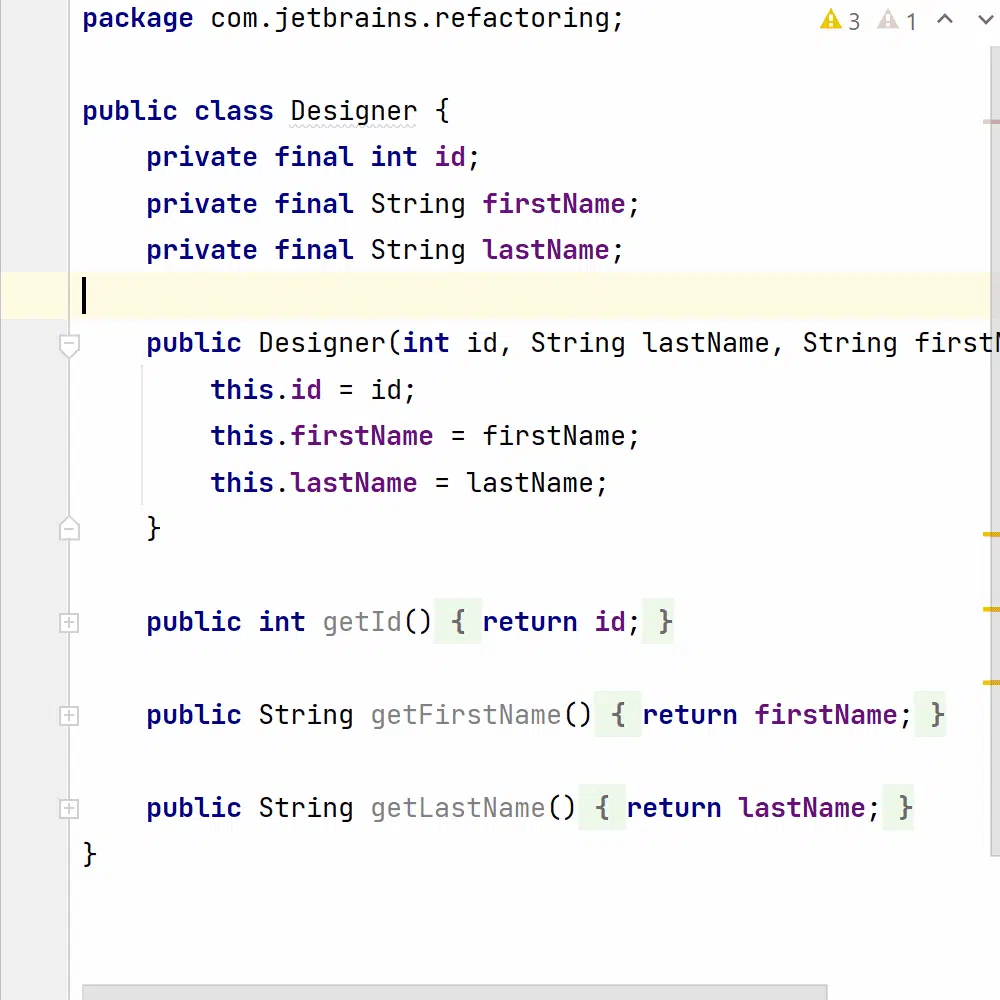 package com.jetbrains.refactoring;
3 1
public class Designer {
private final int id;
private final String firstName;
private final String lastName;
public Designer(int id, String lastName, String
this.id = id;
this.firstName = firstName;
this.lastName = lastName;
}
public int getId() { return id; }
public String getFirstName() { return firstName; }
public String getLastName() { return lastName; }
}